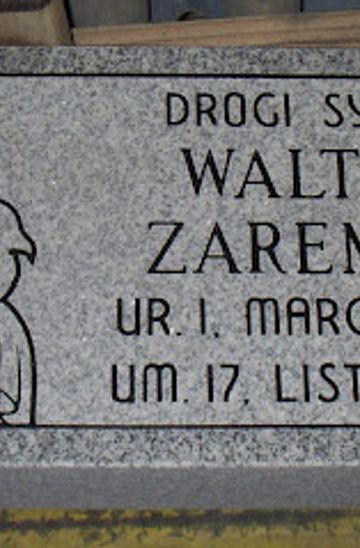 DROGI SY
WALT
ZAREM
UR. 1. MARC
UM. 17. LIST